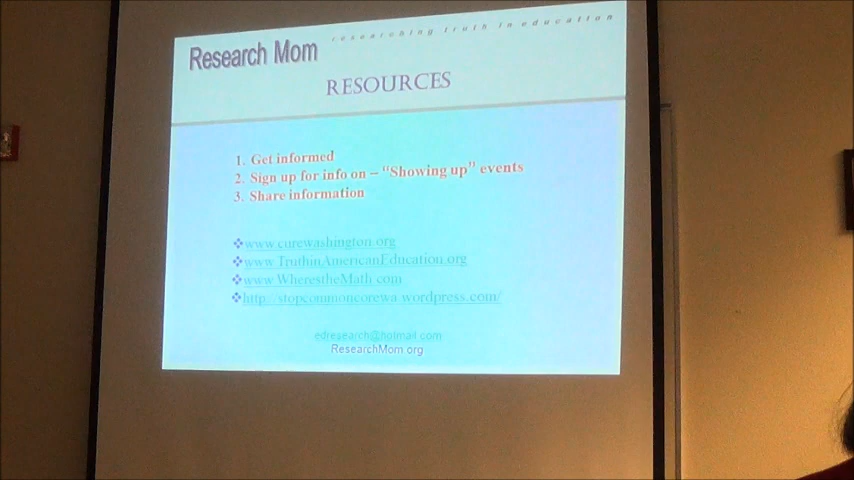 researching truth in education
Research Mom
RESOURCES
1. Get informed
2. Sign up for info on – “Showing up” events
3. Share information
❖www.curewashington.org
❖www.TruthinAmericanEducation.org
❖www.WherestheMath.com
❖http://stopcommoncorewa.wordpress.com/
edresearch@hotmail.com
ResearchMom.org